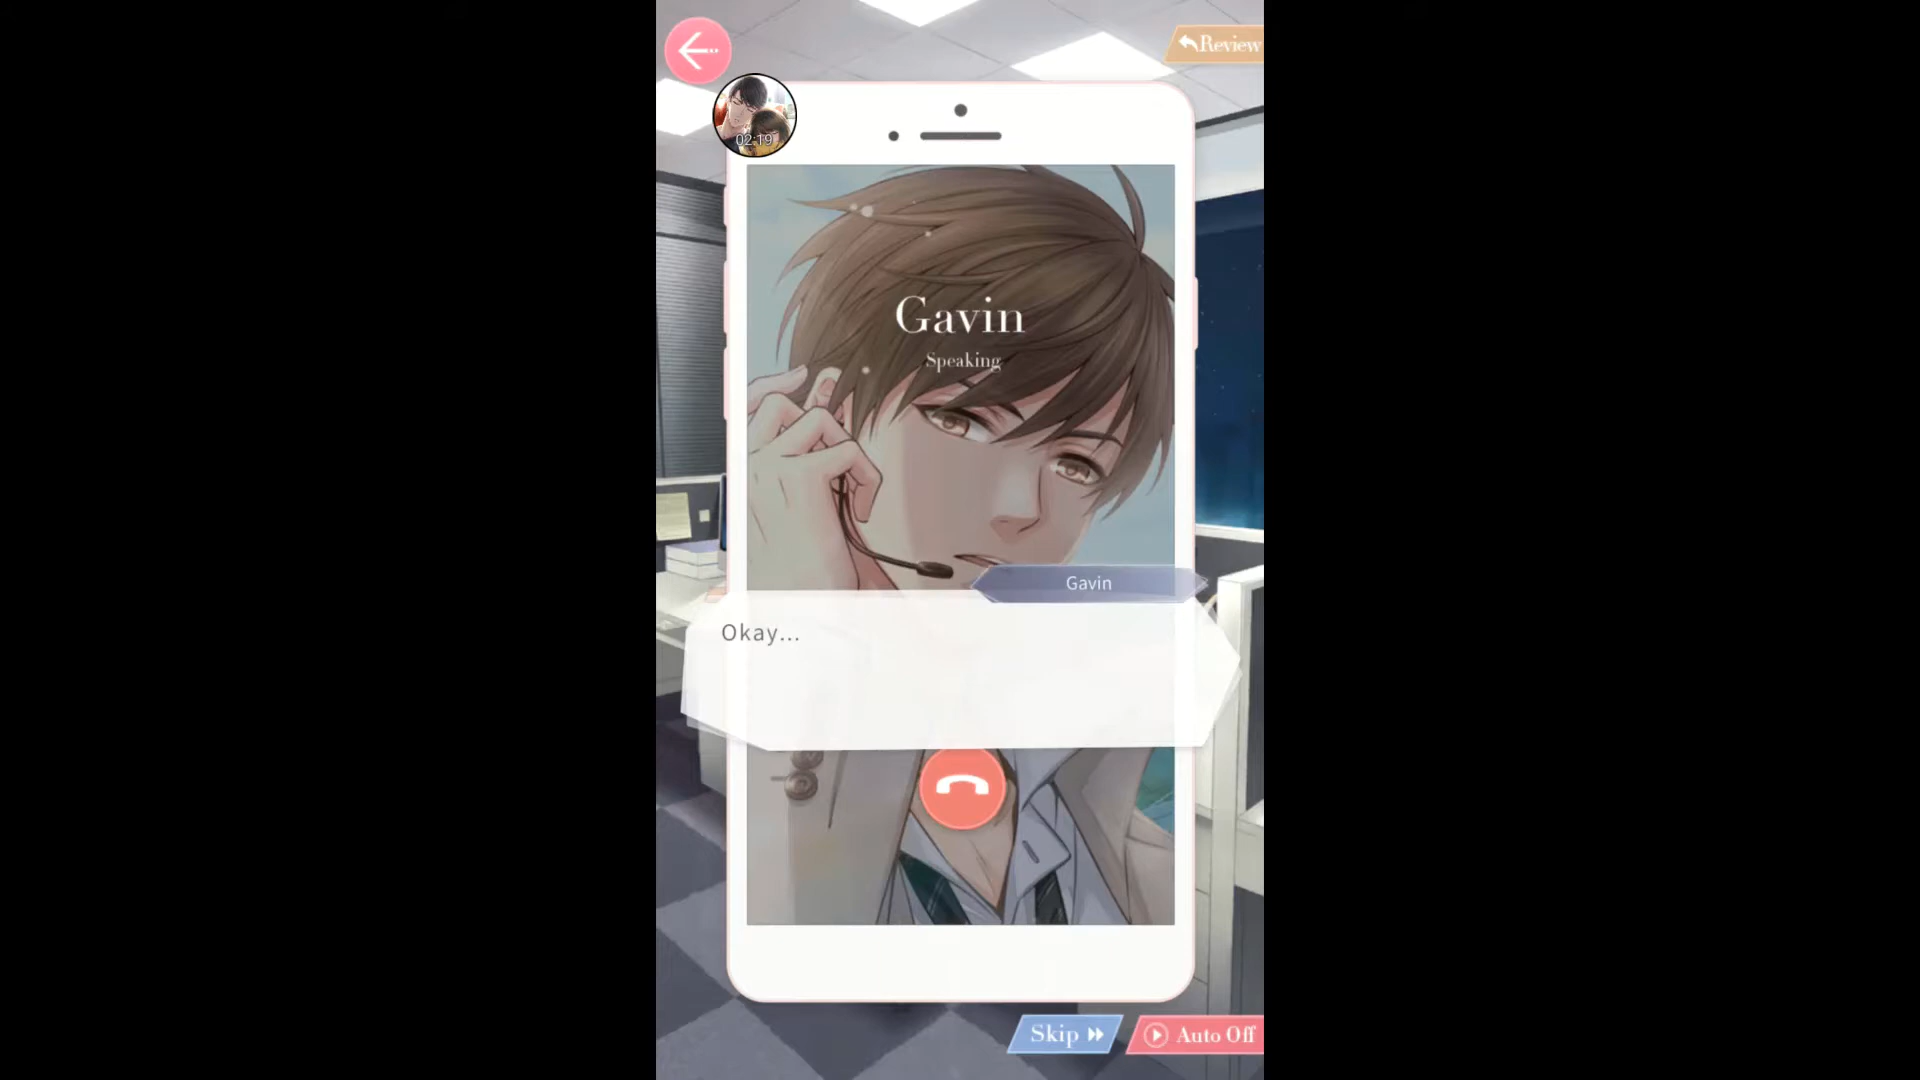 Review
02:19
Gavin
Speaking
Gavin
Okay...
Skip
Auto Off